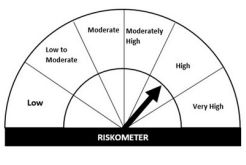 Moderate
Moderately
High
Low to
Moderate
High
Low
Very High
RISKOMETER